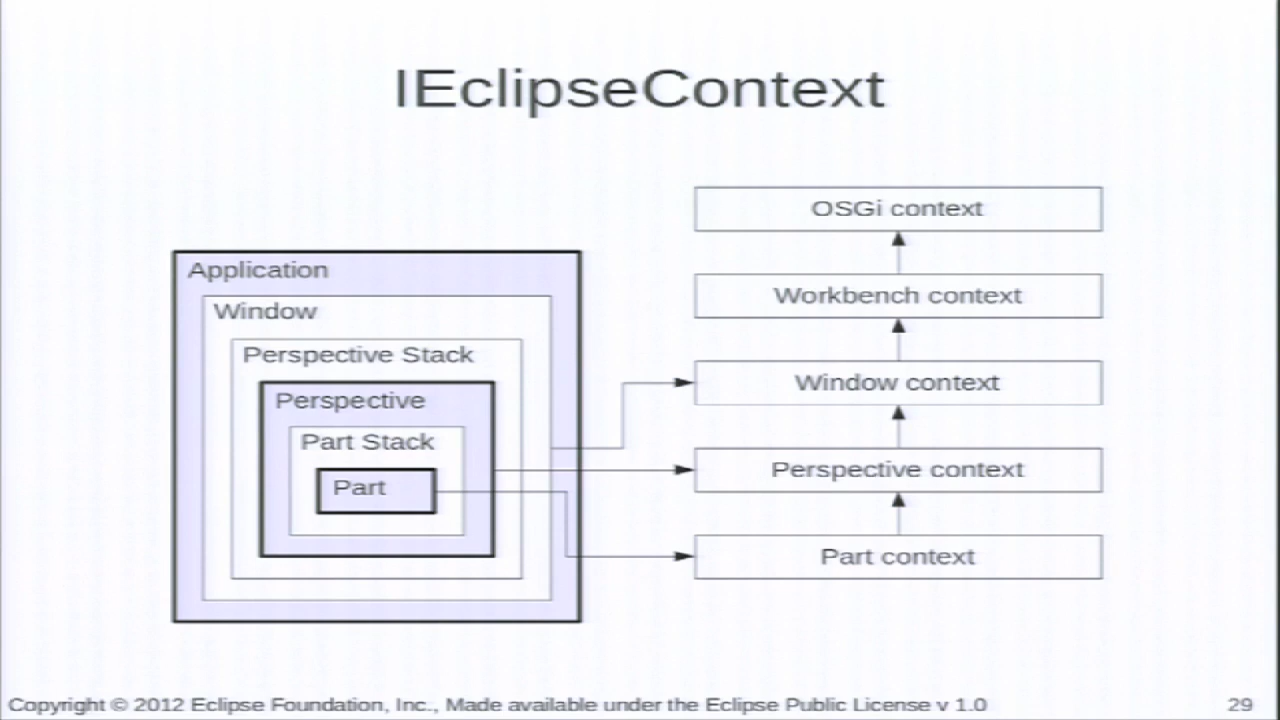 IEclipseContext
OSGi context
Application
Workbench context
Window
Perspective Stack
Window context
Perspective
Part Stack
Perspective context
Part
Part context
Copyright © 2012 Eclipse Foundation, Inc., Made available under the Eclipse Public License v 1.0
29